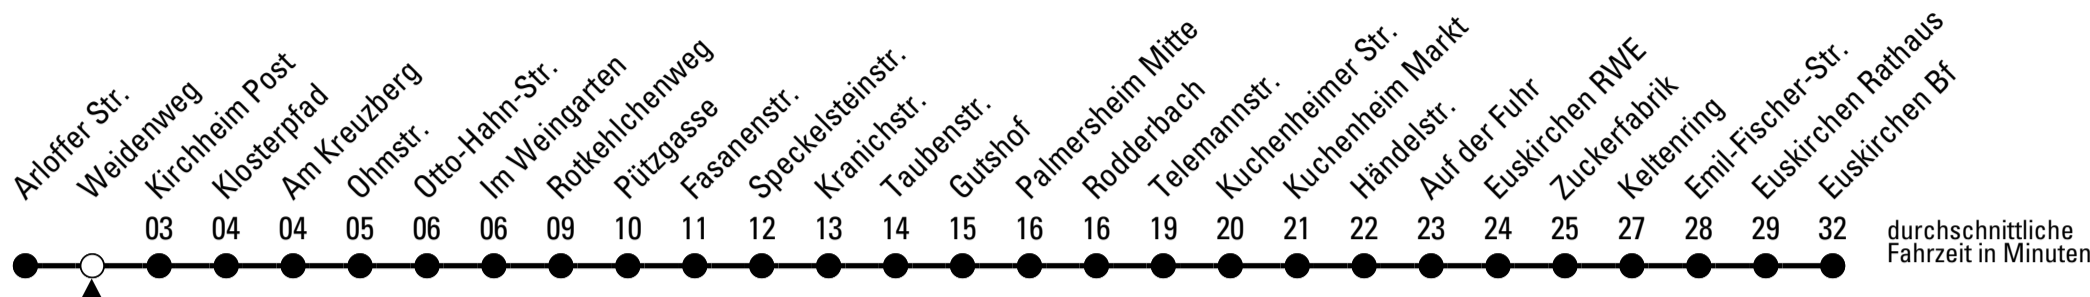 Arloffer Str.
Weidenweg
Kirchheim Post
Klosterpfad
Am Kreuzberg
Ohmstr.
Otto-Hahn-Str.
Im Weingarten
Rotkehlchenweg
Pützgasse
Fasanenstr.
Speckelsteinstr.
Kranichstr.
Taubenstr.
Gutshof
Palmersheim Mitte
Rodderbach
Telemannstr.
Kuchenheimer Str.
Kuchenheim Markt
Händelstr.
Auf der Fuhr
Euskirchen RWE
Zuckerfabrik
Keltenring
Emil-Fischer-Str.
Euskirchen Rathaus
Euskirchen Bf
03 04 04 05 06 06 09 10 11 12 13 14 15 16 16 19 20 21 22 23 24 25 27 28 29 32
durchschnittliche
Fahrzeit in Minuten